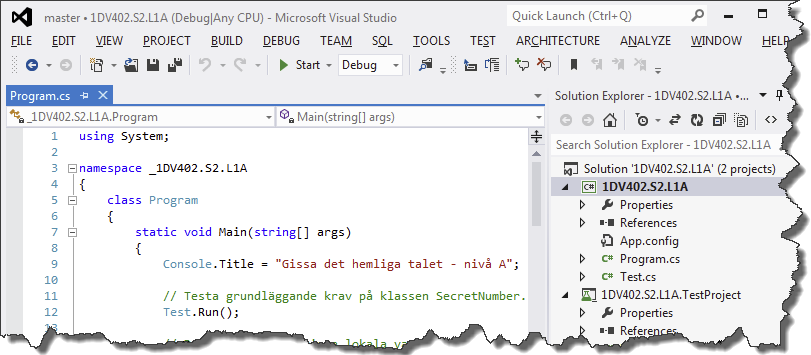 master • 1DV402.S2.L1A (Debug|Any CPU) - Microsoft Visual Studio
Quick Launch (Ctrl+Q)
FILE EDIT VIEW PROJECT BUILD DEBUG TEAM SQL TOOLS TEST ARCHITECTURE ANALYZE WINDOW HELP
Start Debug
Program.cs
_1DV402.S2.L1A.Program Main(string[] args)
1 using System;
2
3 namespace _1DV402.S2.L1A
4 {
5 class Program
6 {
7 static void Main(string[] args)
8 {
9 Console.Title = "Gissa det hemliga talet - nivå A";
10
11 // Testa grundläggande krav på klassen SecretNumber.
12 Test.Run();
13
lokala
Solution Explorer - 1DV402.S2.L1A •...
Search Solution Explorer - 1DV402.S2.L1A
Solution '1DV402.S2.L1A' (2 projects)
C# 1DV402.S2.L1A
Properties
References
App.config
C# Program.cs
C# Test.cs
1DV402.S2.L1A.TestProject
Properties
References